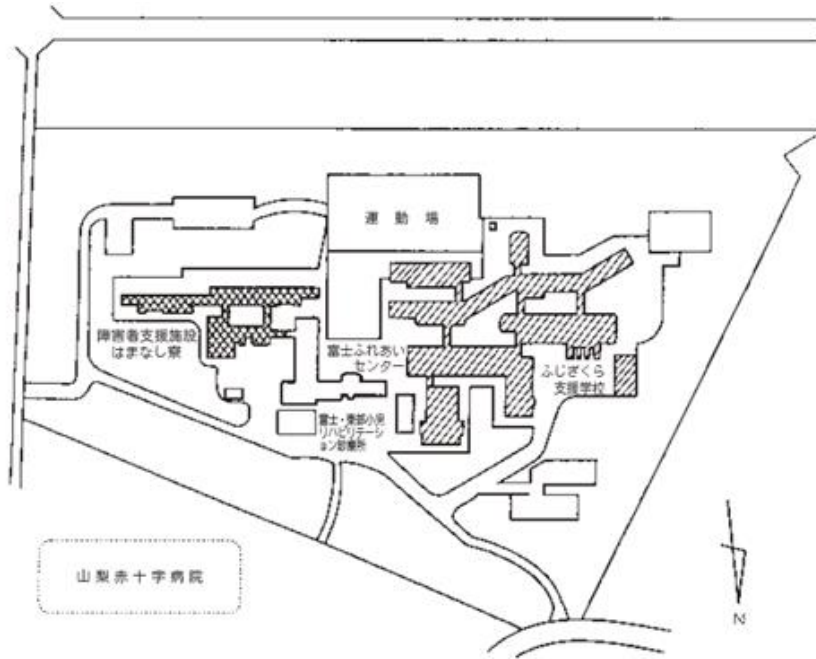 運動場
障害者支援施設
はまなし寮
富士ふれあい
センター
ふじざくら
支援学校
富士・東部小児
リハビリテーシ
ョン診療所
山梨赤十字病院
N